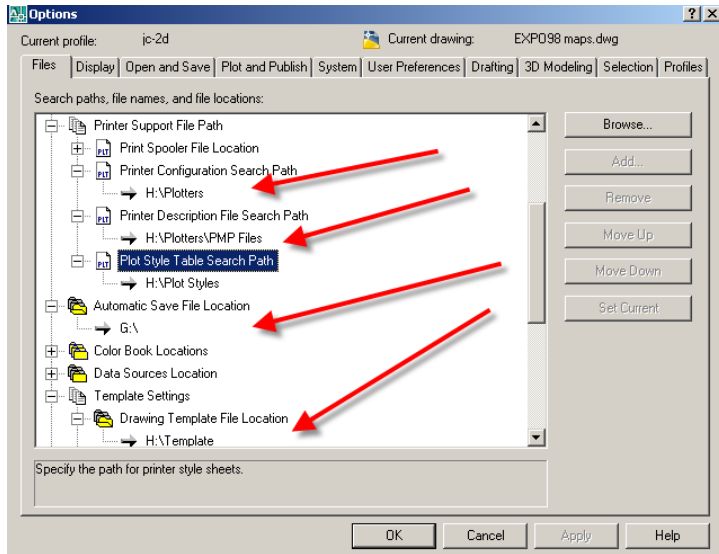 Options
Current profile: jc-2d Current drawing: EXPO98 maps.dwg
Files Display Open and Save Plot and Publish System User Preferences Drafting 3D Modeling Selection Profiles
Search paths, file names, and file locations:
Printer Support File Path
PLT Print Spooler File Location
PLT Printer Configuration Search Path
H:\Plotters
PLT Printer Description File Search Path
H:\Plotters\PMP Files
PLT Plot Style Table Search Path
H:\Plot Styles
Automatic Save File Location
G:\
Color Book Locations
Data Sources Location
Template Settings
Drawing Template File Location
H:\Template
Browse...
Add...
Remove
Move Up
Move Down
Set Current
Specify the path for printer style sheets.
OK Cancel Apply Help